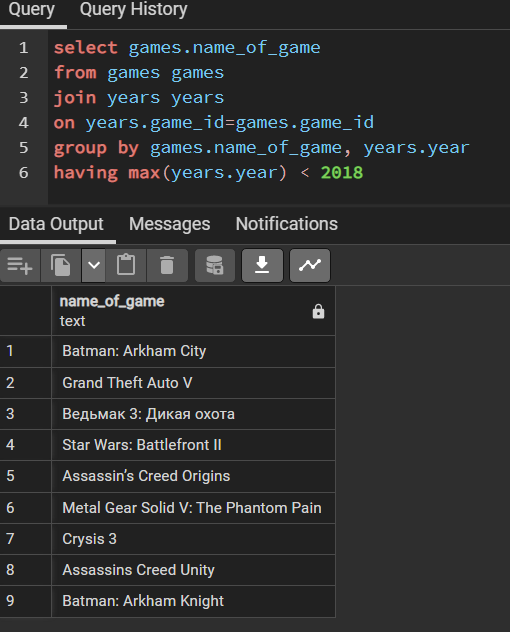 Query Query History
1 select games.name_of_game
2 from games games
3 join years years
4 on years.game_id=games.game_id
5 group by games.name_of_game, years.year
6 having max(years.year) < 2018
Data Output Messages Notifications
name_of_game
text
1 Batman: Arkham City
2 Grand Theft Auto V
3 Ведьмак 3: Дикая охота
4 Star Wars: Battlefront II
5 Assassin’s Creed Origins
6 Metal Gear Solid V: The Phantom Pain
7 Crysis 3
8 Assassins Creed Unity
9 Batman: Arkham Knight